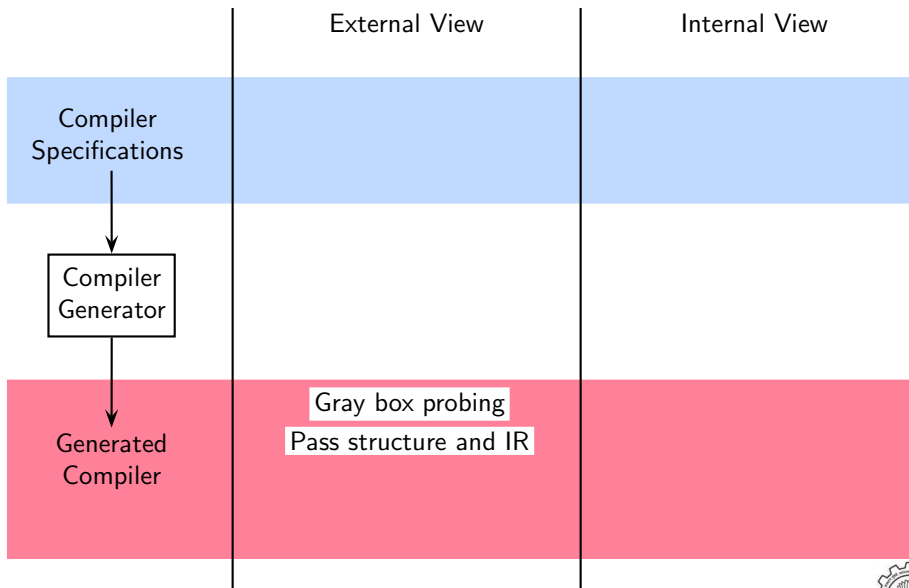 External View
Internal View
Compiler
Specifications
Compiler
Generator
Gray box probing
Pass structure and IR
Generated
Compiler